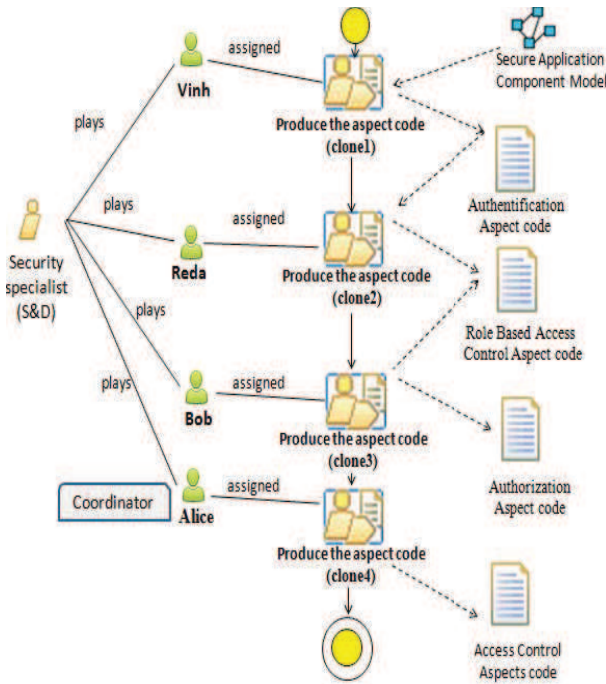 assigned
Vinh
Secure Application
Component Model
plays
Produce the aspect code
(clone1)
Authentification
Aspect code
plays
assigned
Security
specialist
(S&D)
Reda
Produce the aspect code
(clone2)
plays
Role Based Access
Control Aspect code
plays
assigned
Bob
Produce the aspect code
(clone3)
Authorization
Aspect code
Coordinator
assigned
Alice
Produce the aspect code
(clone4)
Access Control
Aspects code